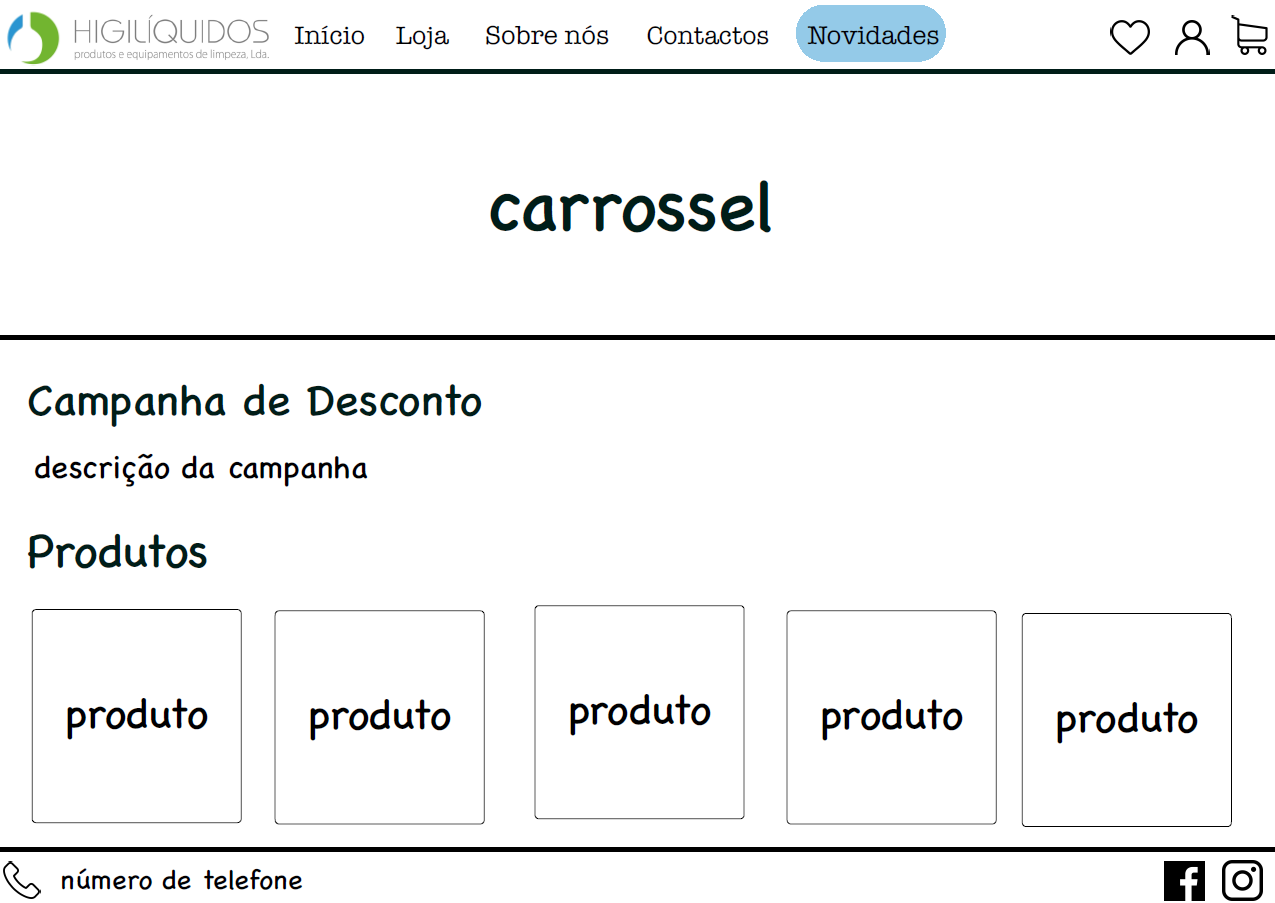 HIGILÍQUIDOS
produtos e equipamentos de limpeza, Lda.
Início Loja Sobre nós Contactos Novidades
carrossel
Campanha de Desconto
descrição da campanha
Produtos
produto produto produto produto produto
número de telefone